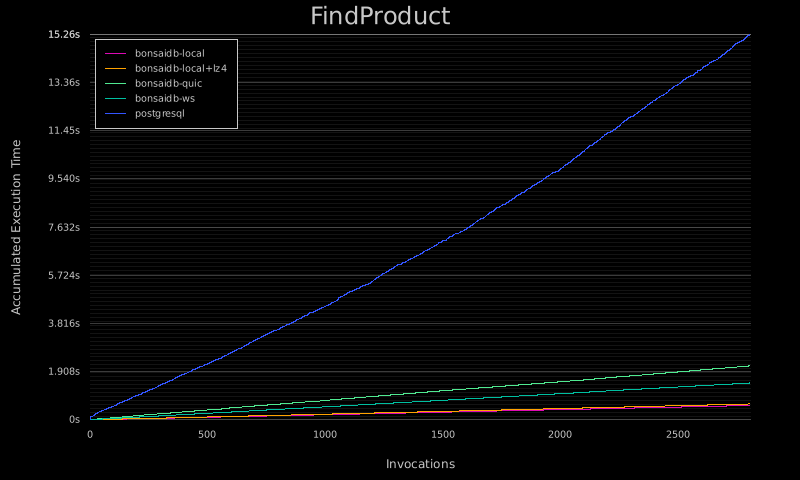 FindProduct
15.26s
13.36s
11.45s
9.540s
7.632s
5.724s
3.816s
1.908s
0s
Accumulated Execution Time
bonsaidb-local
bonsaidb-local+lz4
bonsaidb-quic
bonsaidb-ws
postgresql
0 500 1000 1500 2000 2500
Invocations